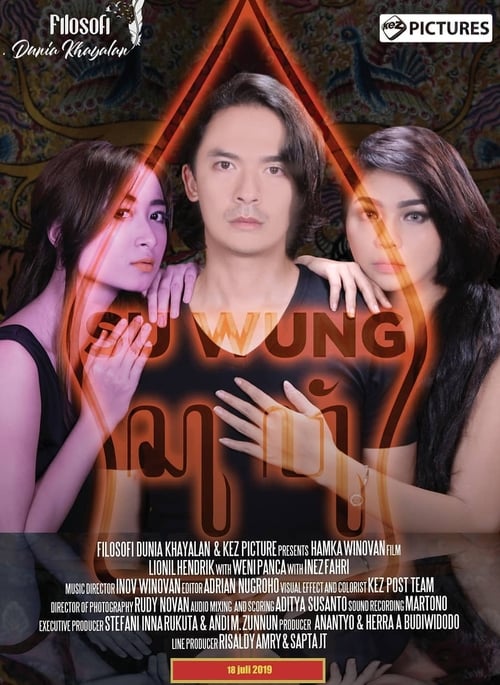 Filosofi
Dunia Khayalan
KEZ PICTURES
SU WUNG
FILOSOFI DUNIA KHAYALAN & KEZ PICTURE PRESENTS HAMKA WINOVAN FILM
LIONIL HENDRIK WITH WENI PANCA WITH INEZ FAHRI
MUSIC DIRECTOR INOV WINOVAN EDITOR ADRIAN NUGROHO VISUAL EFFECT AND COLORIST KEZ POST TEAM
DIRECTOR OF PHOTOGRAPHY RUDY NOVAN AUDIO MIXING AND SCORING ADITYA SUSANTO SOUND RECORDING MARTONO
EXECUTIVE PRODUCER STEFANI INNA RUKUTA & ANDI M. ZUNNUN PRODUCER ANANTYO & HERRA A BUDIWIDODO
LINE PRODUCER RISALDY AMRY & SAPTA JT
18 juli 2019